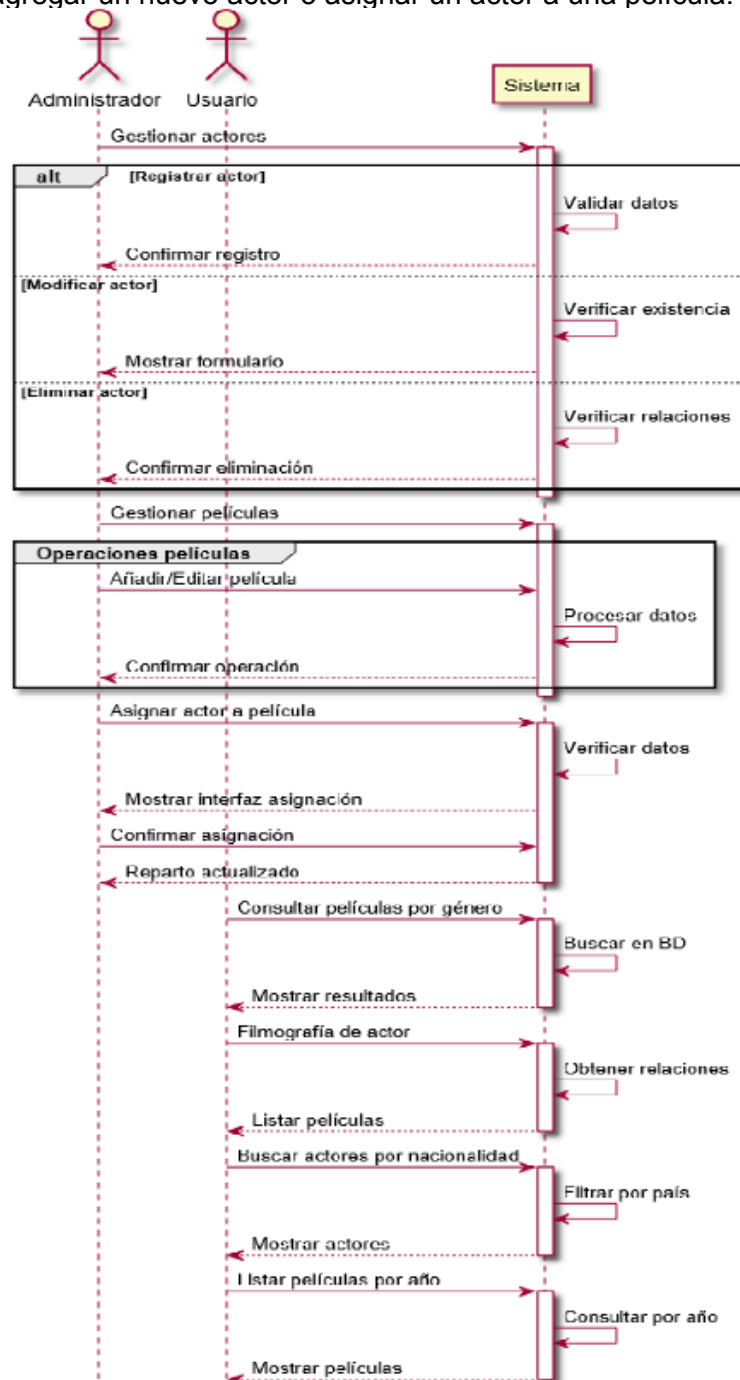 agregar un nuevo actor o asignar un actor a una película.
Administrador
Usuario
Sistema
Gestionar actores
alt
[Registrar actor]
Validar datos
Confirmar registro
[Modificar actor]
Verificar existencia
Mostrar formulario
[Eliminar actor]
Verificar relaciones
Confirmar eliminación
Gestionar películas
Operaciones películas
Añadir/Editar película
Procesar datos
Confirmar operación
Asignar actor a película
Verificar datos
Mostrar interfaz asignación
Confirmar asignación
Reparto actualizado
Consultar películas por género
Buscar en BD
Mostrar resultados
Filmografía de actor
Obtener relaciones
Listar películas
Buscar actores por nacionalidad
Filtrar por país
Mostrar actores
Listar películas por año
Consultar por año
Mostrar películas